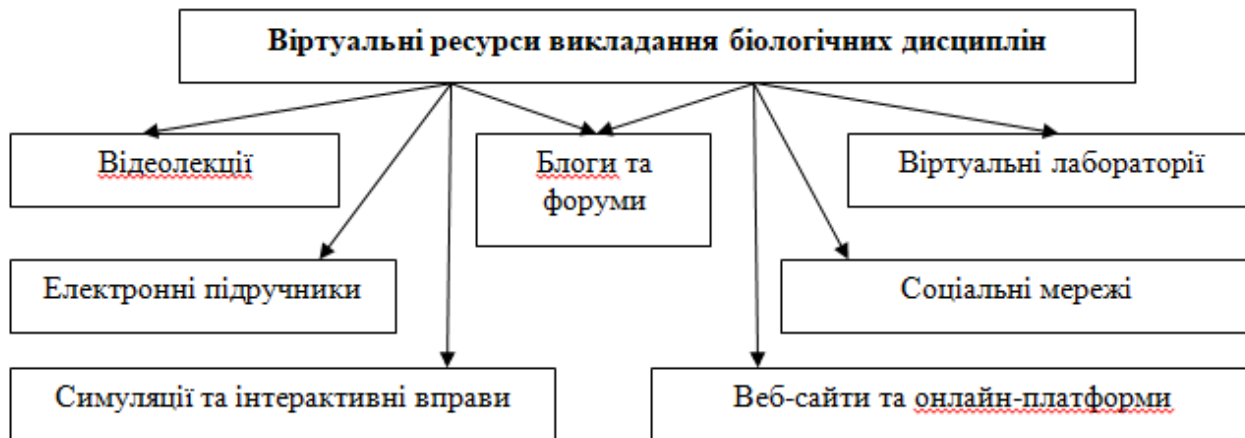 Віртуальні ресурси викладання біологічних дисциплін
Відеолекції
Блоги та
форуми
Віртуальні лабораторії
Електронні підручники
Соціальні мережі
Симуляції та інтерактивні вправи
Веб-сайти та онлайн-платформи